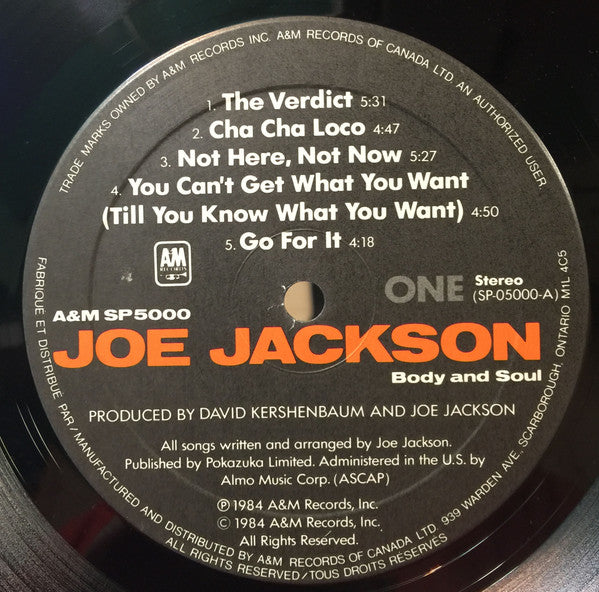 TRADE MARKS OWNED BY A&M RECORDS INC. A&M RECORDS OF CANADA LTD. AN AUTHORIZED USER.
1. The Verdict 5:31
2. Cha Cha Loco 4:47
3. Not Here, Not Now 5:27
4. You Can't Get What You Want
(Till You Know What You Want) 4:50
5. Go For It 4:18
A&M
RECORDS
ONE Stereo
(SP-05000-A)
A&M SP5000
JOE JACKSON
Body and Soul
PRODUCED BY DAVID KERSHENBAUM AND JOE JACKSON
All songs written and arranged by Joe Jackson.
Published by Pokazuka Limited. Administered in the U.S. by
Almo Music Corp. (ASCAP)
℗ 1984 A&M Records, Inc.
© 1984 A&M Records, Inc.
All Rights Reserved.
FABRIQUÉ ET DISTRIBUÉ PAR / MANUFACTURED AND DISTRIBUTED BY A&M RECORDS OF CANADA LTD. 939 WARDEN AVE., SCARBOROUGH, ONTARIO M1L 4C5
ALL RIGHTS RESERVED / TOUS DROITS RÉSERVÉS